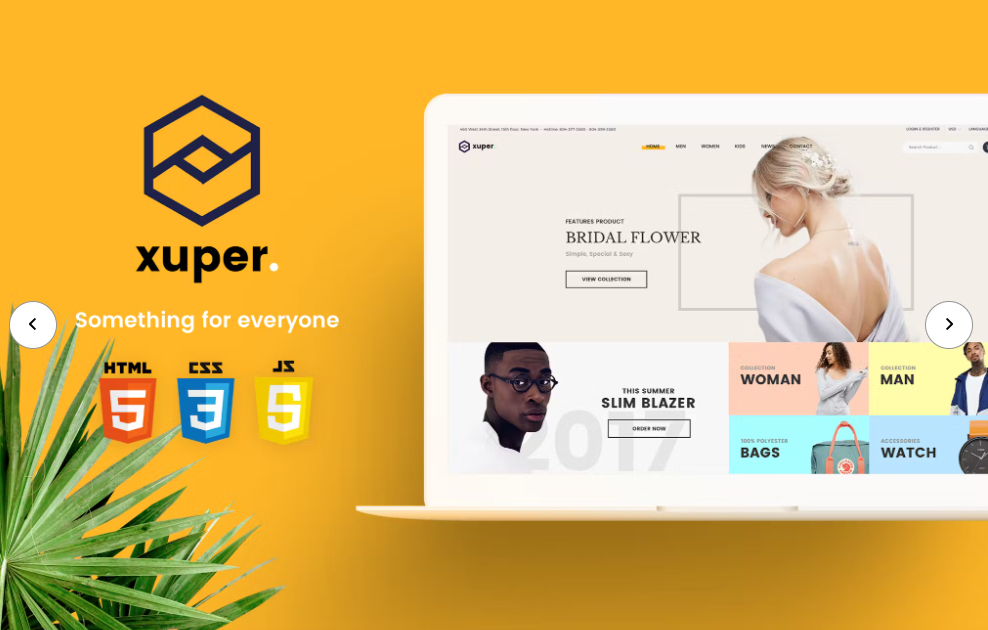 xuper.
Something for everyone
HTML CSS JS
5 3
xuper
HOME MEN WOMEN KIDS NEWS CONTACT
LOGIN & REGISTER USD LANGUAGE
Search Product...
FEATURES PRODUCT
BRIDAL FLOWER
Simple, Special & Sexy
VIEW COLLECTION
THIS SUMMER
SLIM BLAZER
ORDER NOW
2017
COLLECTION
WOMAN
COLLECTION
MAN
100% POLYESTER
BAGS
ACCESSORIES
WATCH